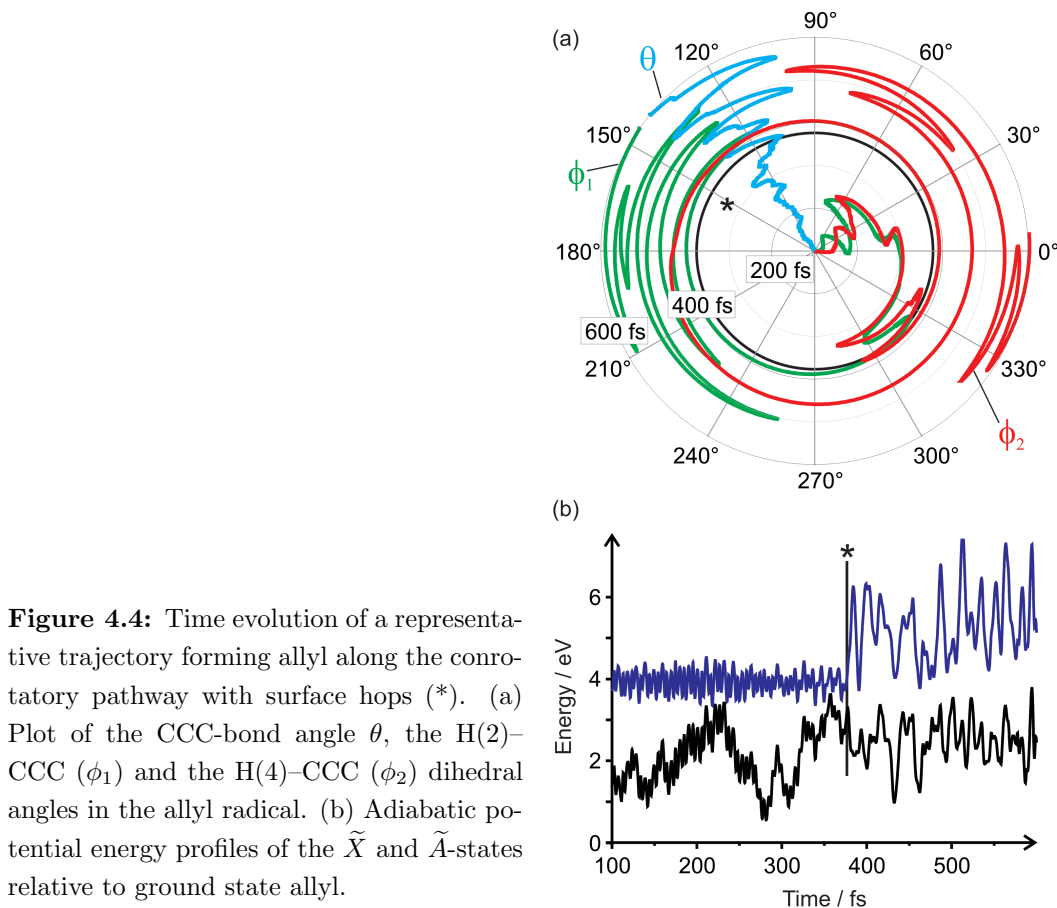 (a)
90°
120°
60°
θ
150°
30°
ϕ₁
*
180°
0°
200 fs
400 fs
600 fs
210°
330°
ϕ₂
240°
300°
270°
(b)
*
6
4
2
0
Energy / eV
100
200
300
400
500
Time / fs
Figure 4.4: Time evolution of a representa-
tive trajectory forming allyl along the conro-
tatory pathway with surface hops (*). (a)
Plot of the CCC-bond angle θ, the H(2)–
CCC (ϕ₁) and the H(4)–CCC (ϕ₂) dihedral
angles in the allyl radical. (b) Adiabatic po-
tential energy profiles of the X̃ and Ã-states
relative to ground state allyl.